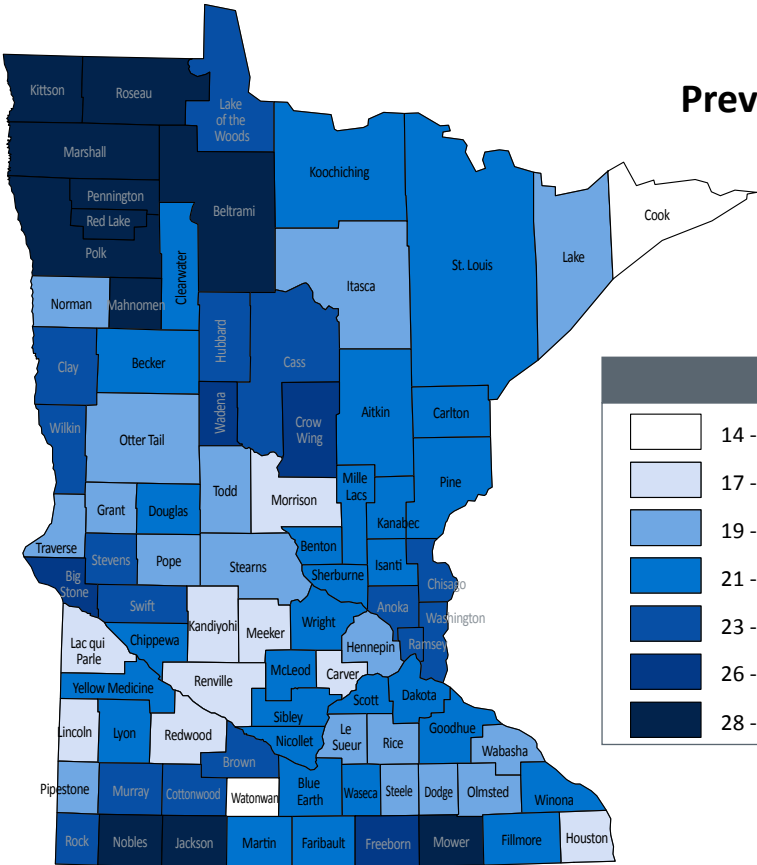 Prev
Kittson
Roseau
Lake
of the
Woods
Marshall
Koochiching
Pennington
Beltrami
Red Lake
Cook
Polk
Clearwater
St. Louis
Lake
Itasca
Norman
Mahnomen
Hubbard
Cass
Clay
Becker
Wadena
Crow
Wing
Aitkin
Carlton
Wilkin
Otter Tail
Todd
Morrison
Mille
Lacs
Pine
Grant
Douglas
Kanabec
Traverse
Stevens
Pope
Stearns
Benton
Isanti
Sherburne
Chisago
Big
Stone
Swift
Anoka
Washington
Kandiyohi
Meeker
Wright
Chippewa
Hennepin
Ramsey
Lac qui
Parle
McLeod
Carver
Renville
Scott
Dakota
Yellow Medicine
Sibley
Goodhue
Lincoln
Lyon
Redwood
Nicollet
Le
Sueur
Rice
Wabasha
Brown
Pipestone
Murray
Cottonwood
Watonwan
Blue
Earth
Waseca
Steele
Dodge
Olmsted
Winona
Rock
Nobles
Jackson
Martin
Faribault
Freeborn
Mower
Fillmore
Houston
14 -
17 -
19 -
21 -
23 -
26 -
28 -